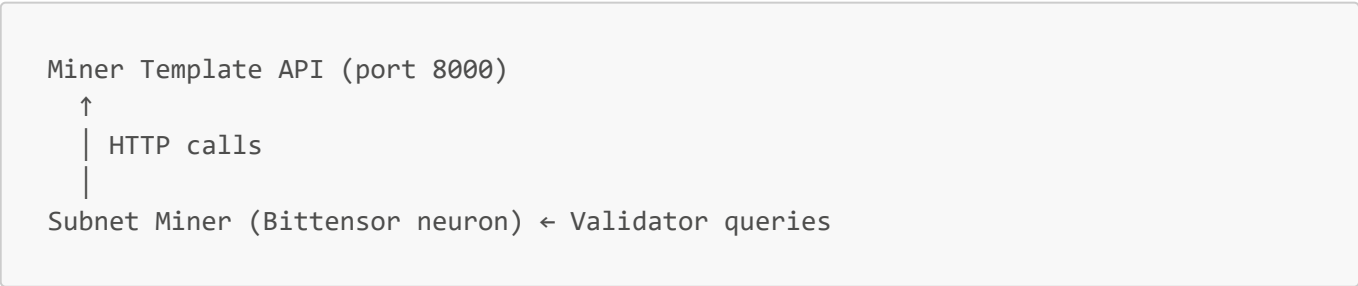 Miner Template API (port 8000)
↑
│ HTTP calls
│
Subnet Miner (Bittensor neuron) ← Validator queries